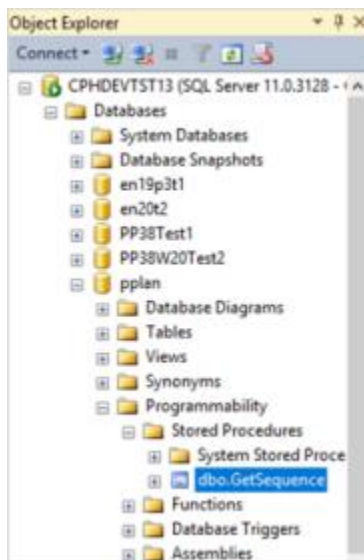 Object Explorer
Connect
CPHDEVTST13 (SQL Server 11.0.3128 -
Databases
System Databases
Database Snapshots
en19p3t1
en20t2
PP38Test1
PP38W20Test2
pplan
Database Diagrams
Tables
Views
Synonyms
Programmability
Stored Procedures
System Stored Proce
dbo.GetSequence
Functions
Database Triggers
Assemblies